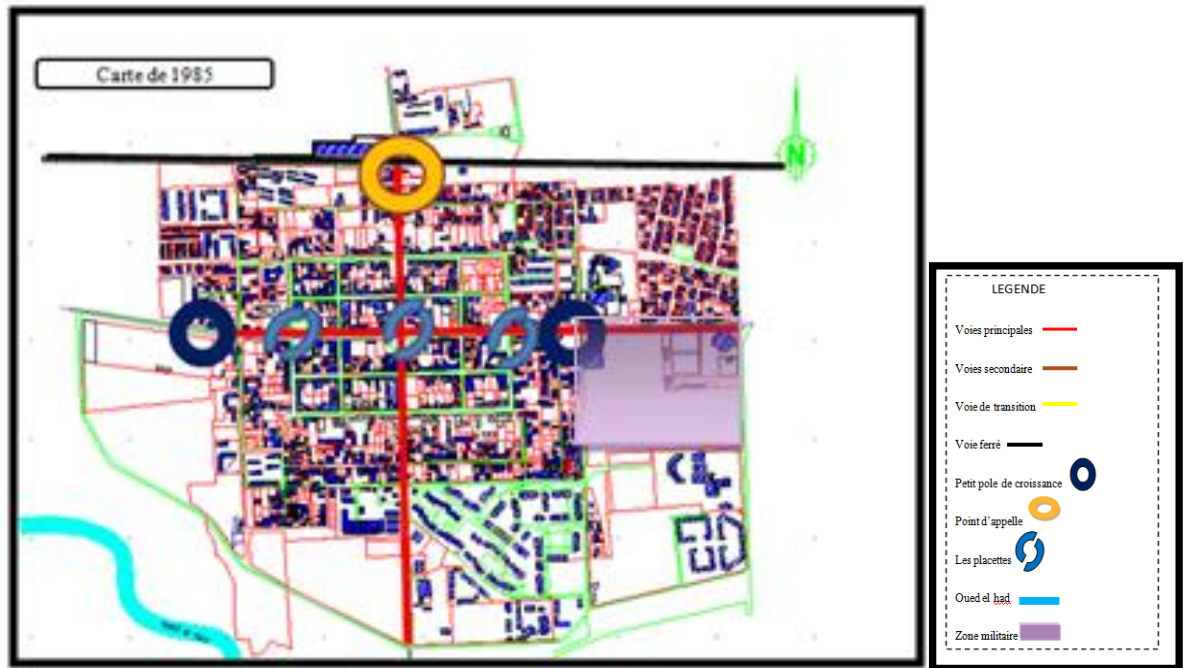 Carte de 1985
N
LEGENDE
Voies principales
Voies secondaire
Voie de transition
Voie ferré
Petit pole de croissance
Point d'appelle
Les placettes
Oued el had
Zone militaire